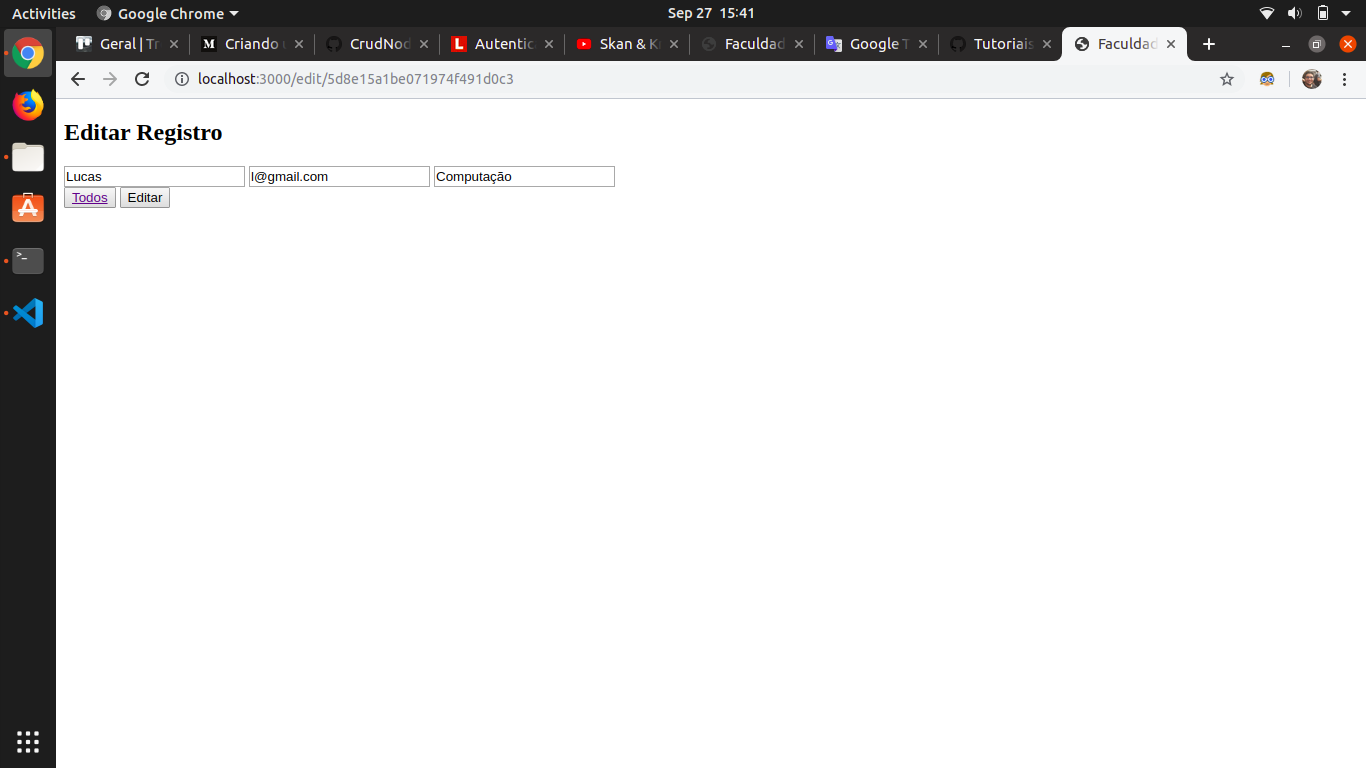 Activities Google Chrome Sep 27 15:41
Geral | Tr Criando CrudNod Autentic Skan & K Faculdad Google T Tutoriais Faculdad
localhost:3000/edit/5d8e15a1be071974f491d0c3
Editar Registro
Lucas l@gmail.com Computação
Todos Editar